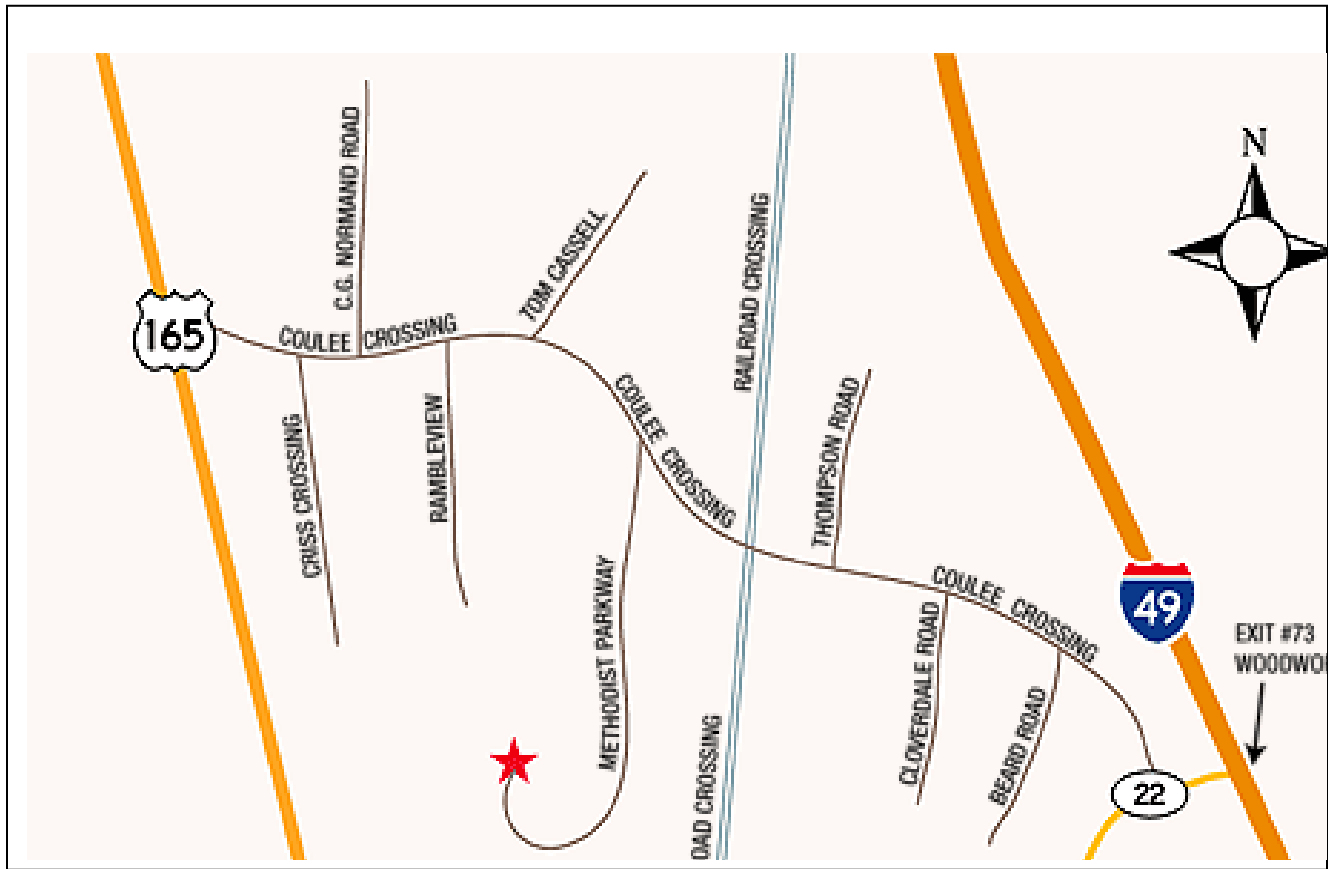 N
C.G. NORMAND ROAD
TOM CASSELL
RAILROAD CROSSING
165
COULEE CROSSING
COULEE CROSSING
THOMPSON ROAD
CRISS CROSSING
RAMBLEVIEW
METHODIST PARKWAY
COULEE CROSSING
49
EXIT #73
WOODWO
CLOVERDALE ROAD
BEARD ROAD
OAD CROSSING
22